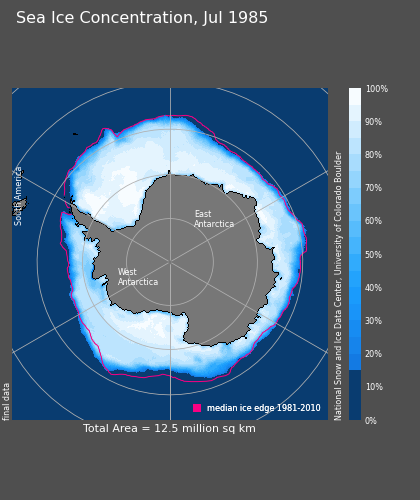 Sea Ice Concentration, Jul 1985
South America
East
Antarctica
West
Antarctica
final data
median ice edge 1981-2010
Total Area = 12.5 million sq km
National Snow and Ice Data Center, University of Colorado Boulder
100%
90%
80%
70%
60%
50%
40%
30%
20%
10%
0%